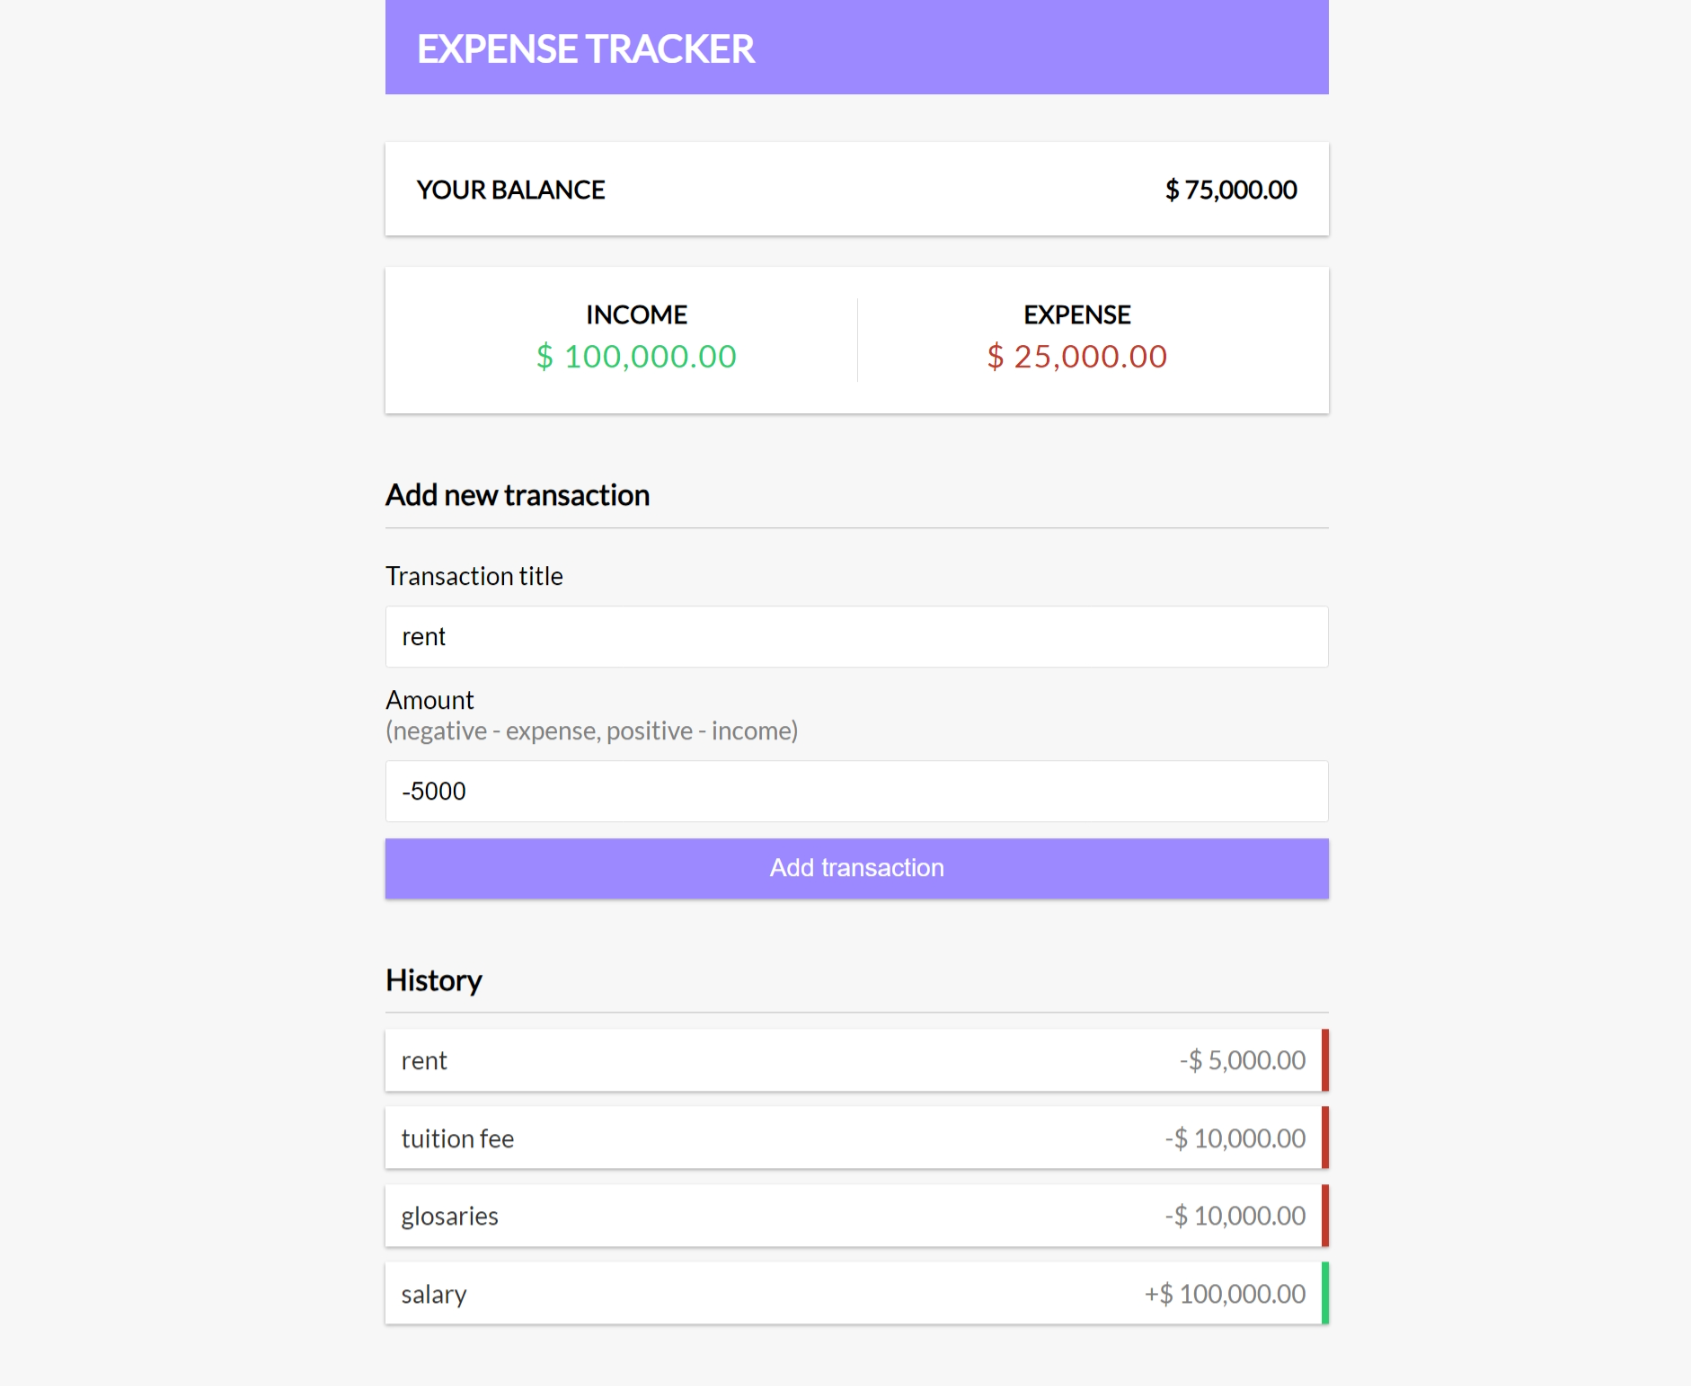 EXPENSE TRACKER
YOUR BALANCE $ 75,000.00
INCOME
$ 100,000.00
EXPENSE
$ 25,000.00
Add new transaction
Transaction title
rent
Amount
(negative - expense, positive - income)
-5000
Add transaction
History
rent -$ 5,000.00
tuition fee -$ 10,000.00
glosaries -$ 10,000.00
salary +$ 100,000.00